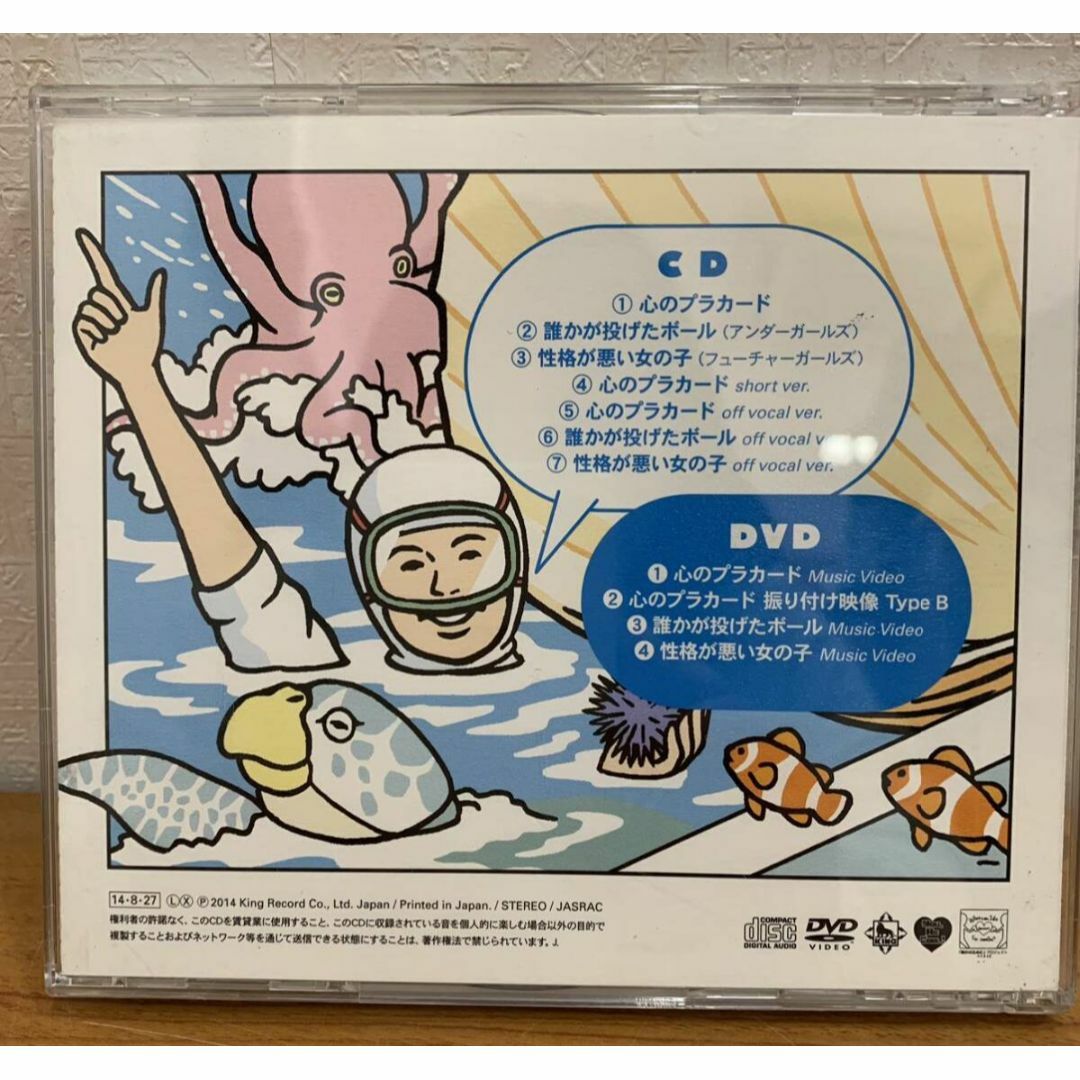 CD
① 心のプラカード
② 誰かが投げたボール（アンダーガールズ）
③ 性格が悪い女の子（フューチャーガールズ）
④ 心のプラカード short ver.
⑤ 心のプラカード off vocal ver.
⑥ 誰かが投げたボール off vocal v
⑦ 性格が悪い女の子 off vocal ver.
DVD
❶ 心のプラカード Music Video
❷ 心のプラカード 振り付け映像 Type B
❸ 誰かが投げたボール Music Video
❹ 性格が悪い女の子 Music Video
14・8・27 Ⓛ Ⓧ Ⓟ 2014 King Record Co., Ltd. Japan / Printed in Japan. / STEREO / JASRAC
権利者の許諾なく、このCDを賃貸業に使用すること、このCDに収録されている音を個人的に楽しむ場合以外の目的で
複製することおよびネットワーク等を通じて送信できる状態にすることは、著作権法で禁じられています。J.
COMPACT
disc
DIGITAL AUDIO
DVD
VIDEO
KING